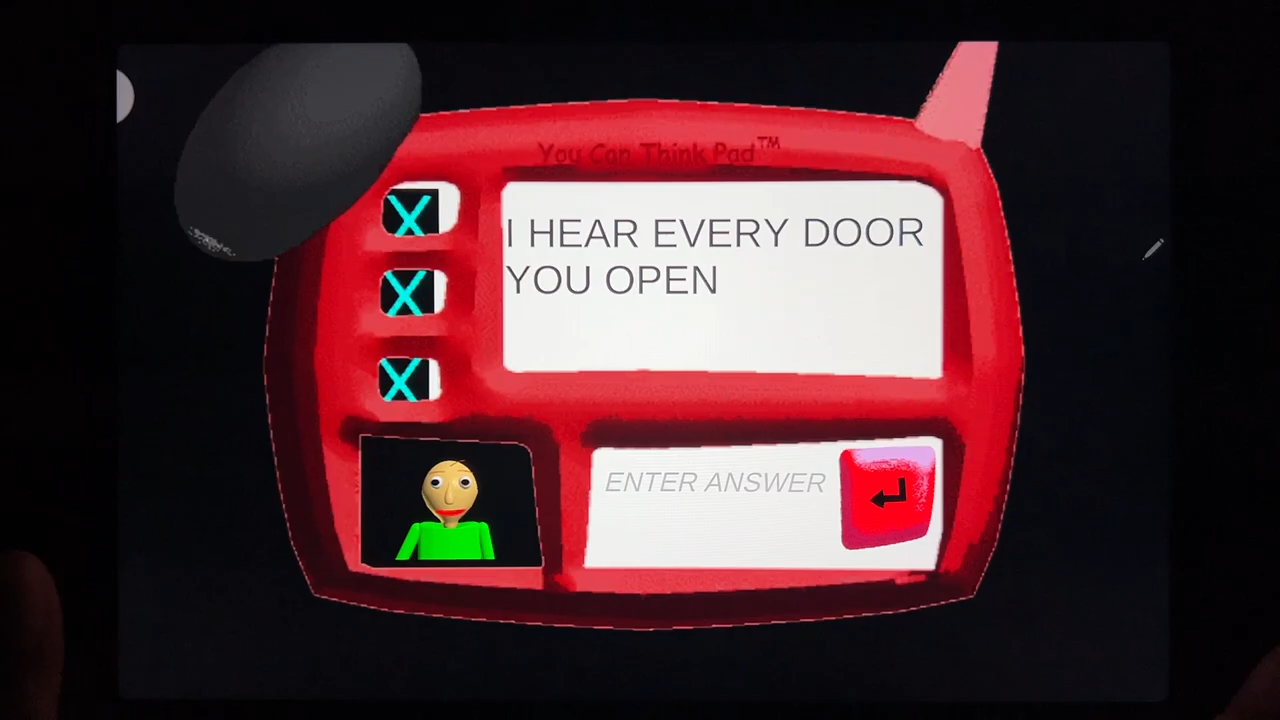 You Can Think Pad™
X
I HEAR EVERY DOOR
YOU OPEN
X
X
ENTER ANSWER